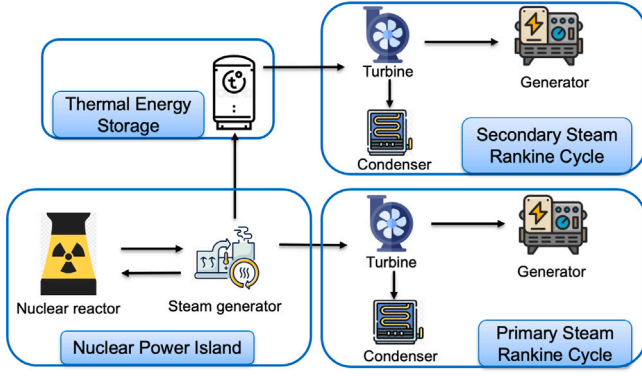 Turbine
Generator
Condenser
Secondary Steam
Rankine Cycle
t°
Thermal Energy
Storage
Nuclear reactor
Steam generator
Nuclear Power Island
Turbine
Generator
Condenser
Primary Steam
Rankine Cycle